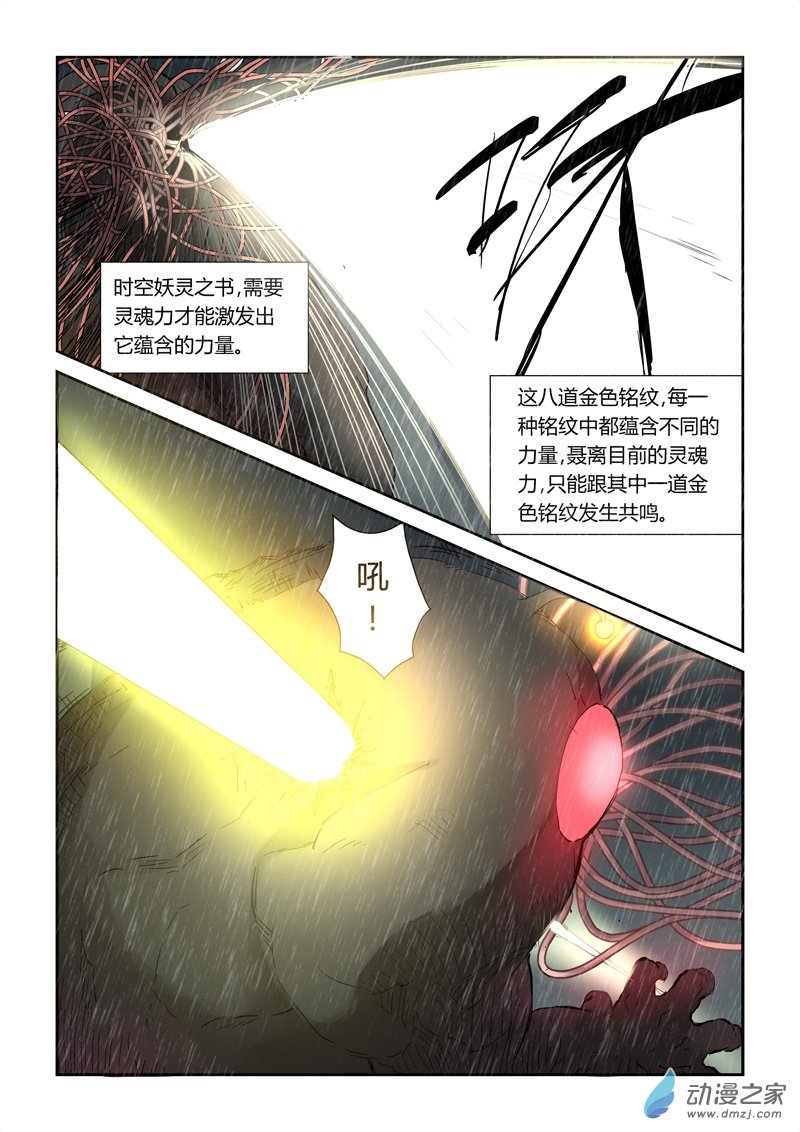 时空妖灵之书，需要
灵魂力才能激发出
它蕴含的力量。
这八道金色铭纹，每一
种铭纹中都蕴含不同的
力量，聂离目前的灵魂
力，只能跟其中一道金
色铭纹发生共鸣。
吼
！
动漫之家
www.dmzj.com